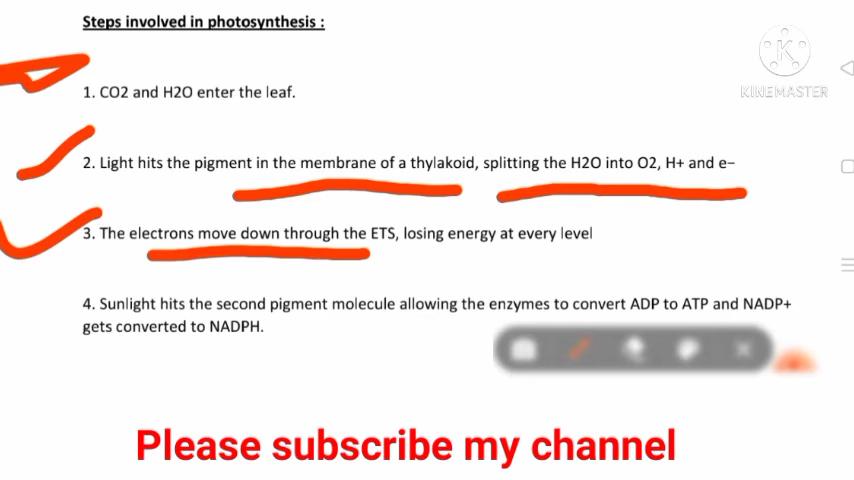 Steps involved in photosynthesis :
KINEMASTER
1. CO2 and H2O enter the leaf.
2. Light hits the pigment in the membrane of a thylakoid, splitting the H2O into O2, H+ and e−
3. The electrons move down through the ETS, losing energy at every level
4. Sunlight hits the second pigment molecule allowing the enzymes to convert ADP to ATP and NADP+
gets converted to NADPH.
Please subscribe my channel